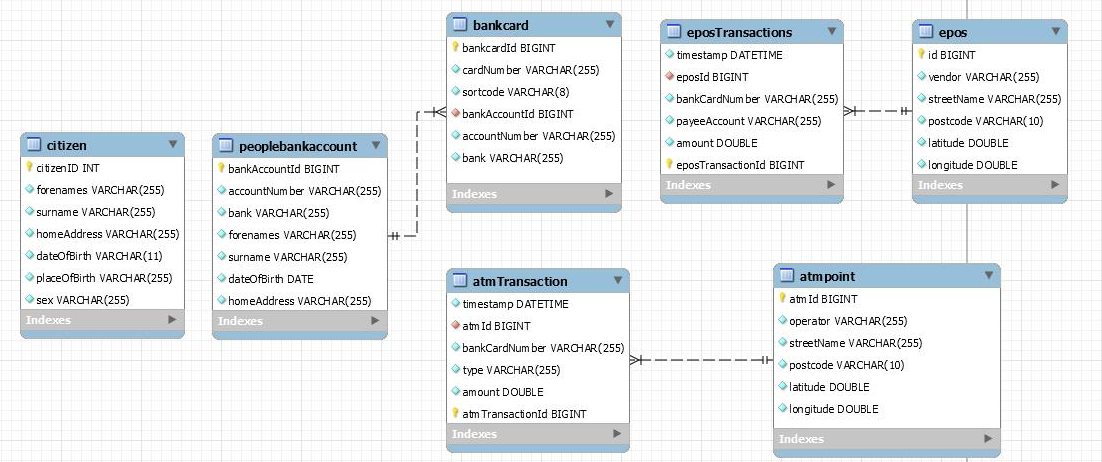 citizen
citizenID INT
forenames VARCHAR(255)
surname VARCHAR(255)
homeAddress VARCHAR(255)
dateOfBirth VARCHAR(11)
placeOfBirth VARCHAR(255)
sex VARCHAR(255)
Indexes
peoplebankaccount
bankAccountId BIGINT
accountNumber VARCHAR(255)
bank VARCHAR(255)
forenames VARCHAR(255)
surname VARCHAR(255)
dateOfBirth DATE
homeAddress VARCHAR(255)
Indexes
bankcard
bankcardId BIGINT
cardNumber VARCHAR(255)
sortcode VARCHAR(8)
bankAccountId BIGINT
accountNumber VARCHAR(255)
bank VARCHAR(255)
Indexes
eposTransactions
timestamp DATETIME
eposId BIGINT
bankCardNumber VARCHAR(255)
payeeAccount VARCHAR(255)
amount DOUBLE
eposTransactionId BIGINT
Indexes
epos
id BIGINT
vendor VARCHAR(255)
streetName VARCHAR(255)
postcode VARCHAR(10)
latitude DOUBLE
longitude DOUBLE
Indexes
atmTransaction
timestamp DATETIME
atmId BIGINT
bankCardNumber VARCHAR(255)
type VARCHAR(255)
amount DOUBLE
atmTransactionId BIGINT
Indexes
atmpoint
atmId BIGINT
operator VARCHAR(255)
streetName VARCHAR(255)
postcode VARCHAR(10)
latitude DOUBLE
longitude DOUBLE
Indexes